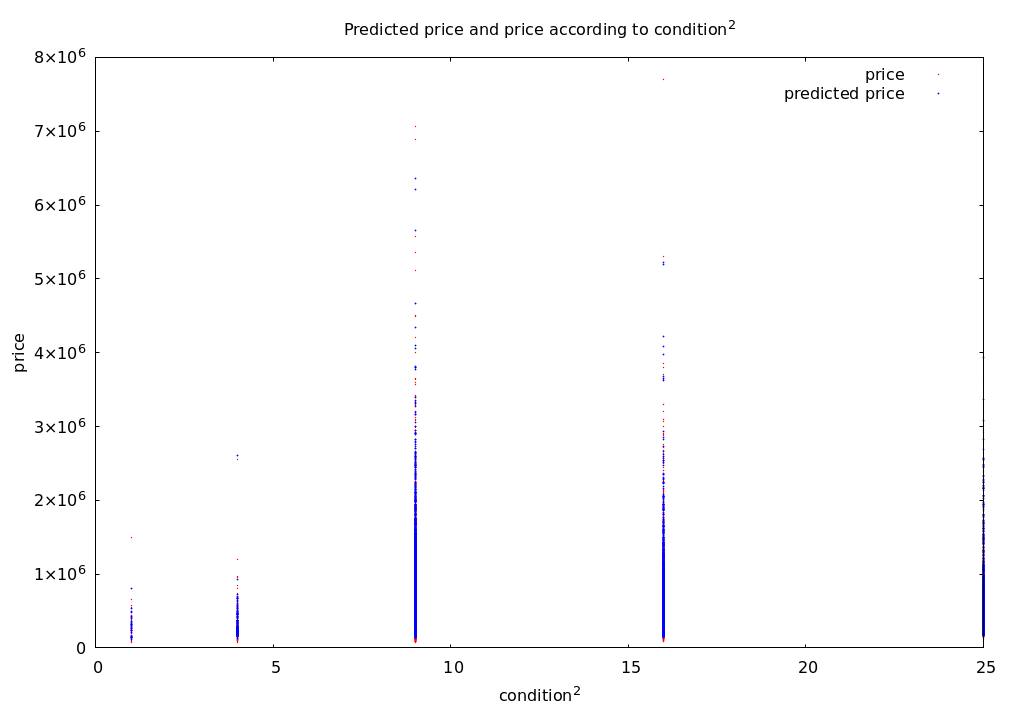 Predicted price and price according to condition²
8×10⁶
price
predicted price
7×10⁶
6×10⁶
5×10⁶
4×10⁶
price
3×10⁶
2×10⁶
1×10⁶
0
0 5 10 15 20 25
condition²